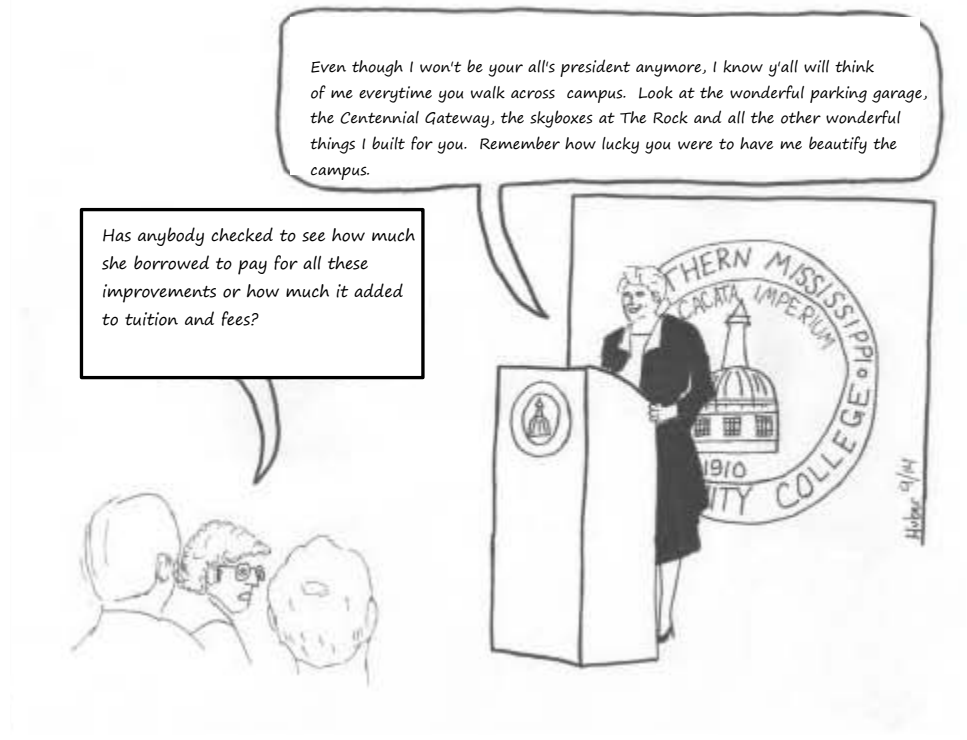 Even though I won't be your all's president anymore, I know y'all will think
of me everytime you walk across campus. Look at the wonderful parking garage,
the Centennial Gateway, the skyboxes at The Rock and all the other wonderful
things I built for you. Remember how lucky you were to have me beautify the
campus.
Has anybody checked to see how much
she borrowed to pay for all these
improvements or how much it added
to tuition and fees?
THERN MISSISSIPPI
CACATA IMPERIUM
1910
ITY COLLEGE
Huber 9/14